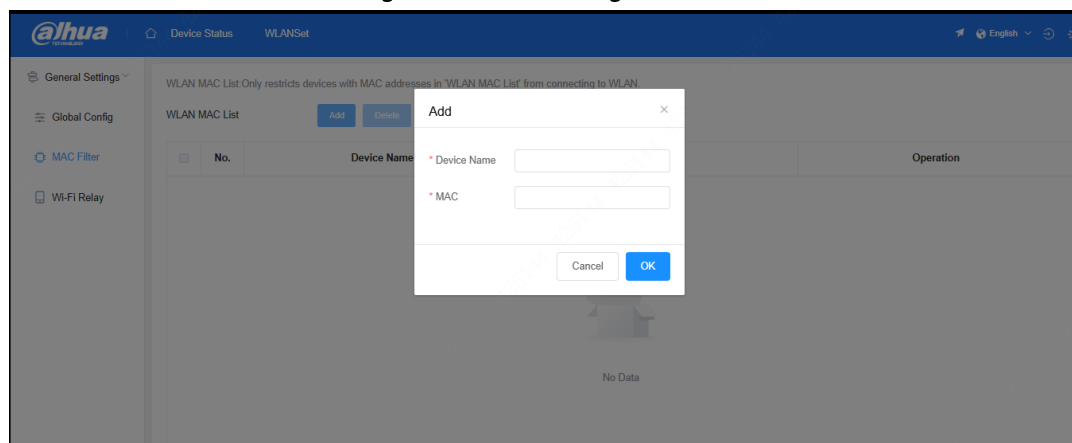 alhua
TECHNOLOGY
Device Status
WLANSet
English
General Settings
Global Config
MAC Filter
WI-FI Relay
WLAN MAC List:Only restricts devices with MAC addresses in 'WLAN MAC List' from connecting to WLAN.
WLAN MAC List
Add
Delete
No.
Device Name
Operation
Add
* Device Name
* MAC
Cancel
OK
No Data